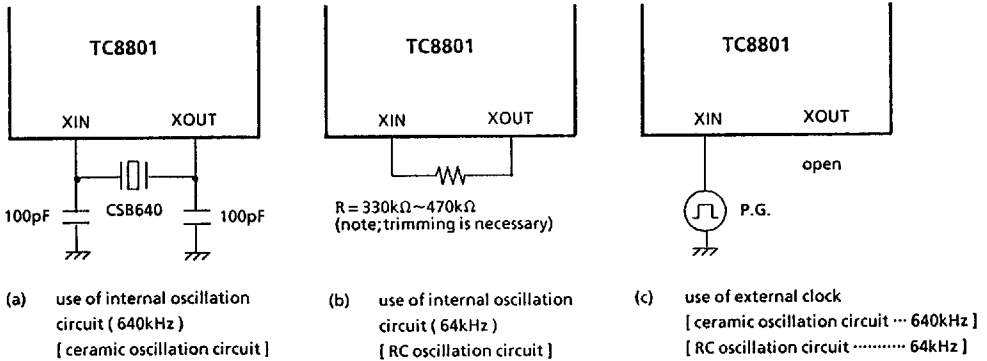 TC8801
XIN XOUT
100pF CSB640 100pF
(a) use of internal oscillation
circuit ( 640kHz )
[ ceramic oscillation circuit ]
TC8801
XIN XOUT
R = 330kΩ~470kΩ
(note;trimming is necessary)
(b) use of internal oscillation
circuit ( 64kHz )
[ RC oscillation circuit ]
TC8801
XIN XOUT
open
P.G.
(c) use of external clock
[ ceramic oscillation circuit ··· 640kHz ]
[ RC oscillation circuit ··········· 64kHz ]